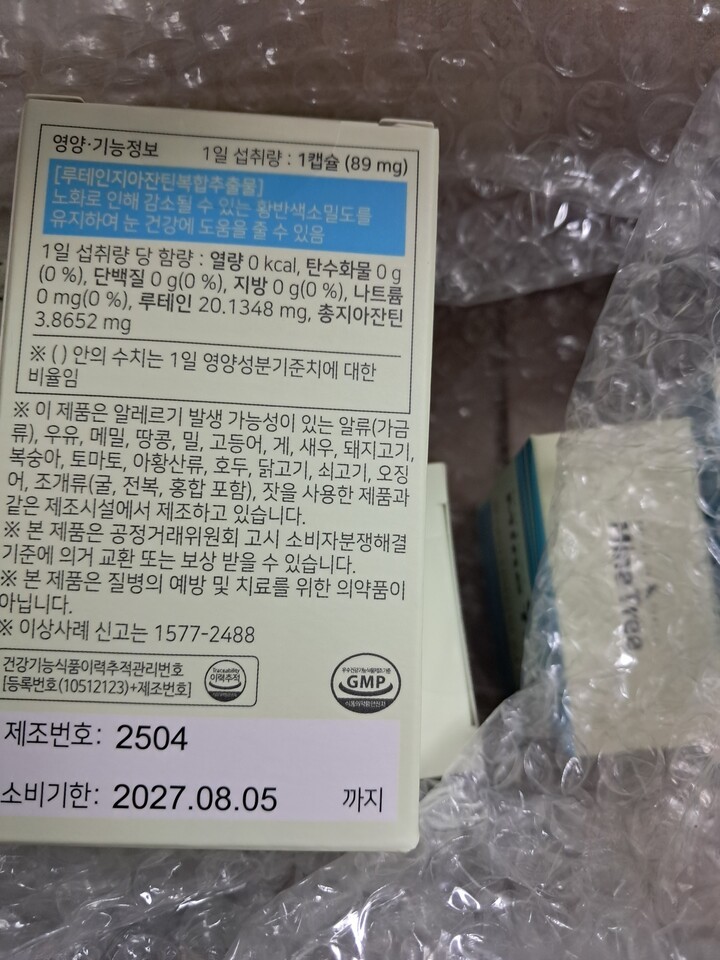 영양·기능정보 1일 섭취량 : 1캡슐 (89 mg)
[루테인지아잔틴복합추출물]
노화로 인해 감소될 수 있는 황반색소밀도를
유지하여 눈 건강에 도움을 줄 수 있음
1일 섭취량 당 함량 : 열량 0 kcal, 탄수화물 0 g
(0 %), 단백질 0 g(0 %), 지방 0 g(0 %), 나트륨
0 mg(0 %), 루테인 20.1348 mg, 총지아잔틴
3.8652 mg
※ ( ) 안의 수치는 1일 영양성분기준치에 대한
비율임
※ 이 제품은 알레르기 발생 가능성이 있는 알류(가금
류), 우유, 메밀, 땅콩, 밀, 고등어, 게, 새우, 돼지고기,
복숭아, 토마토, 아황산류, 호두, 닭고기, 쇠고기, 오징
어, 조개류(굴, 전복, 홍합 포함), 잣을 사용한 제품과
같은 제조시설에서 제조하고 있습니다.
※ 본 제품은 공정거래위원회 고시 소비자분쟁해결
기준에 의거 교환 또는 보상 받을 수 있습니다.
※ 본 제품은 질병의 예방 및 치료를 위한 의약품이
아닙니다.
※ 이상사례 신고는 1577-2488
건강기능식품이력추적관리번호
[등록번호(10512123)+제조번호]
Traceability
이력추적
GMP
제조번호: 2504
소비기한: 2027.08.05 까지